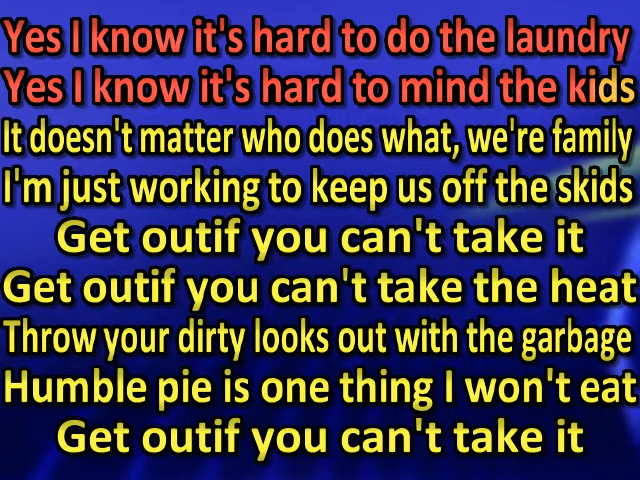 Yes I know it's hard to do the laundry
Yes I know it's hard to mind the kids
It doesn't matter who does what, we're family
I'm just working to keep us off the skids
Get outif you can't take it
Get outif you can't take the heat
Throw your dirty looks out with the garbage
Humble pie is one thing I won't eat
Get outif you can't take it